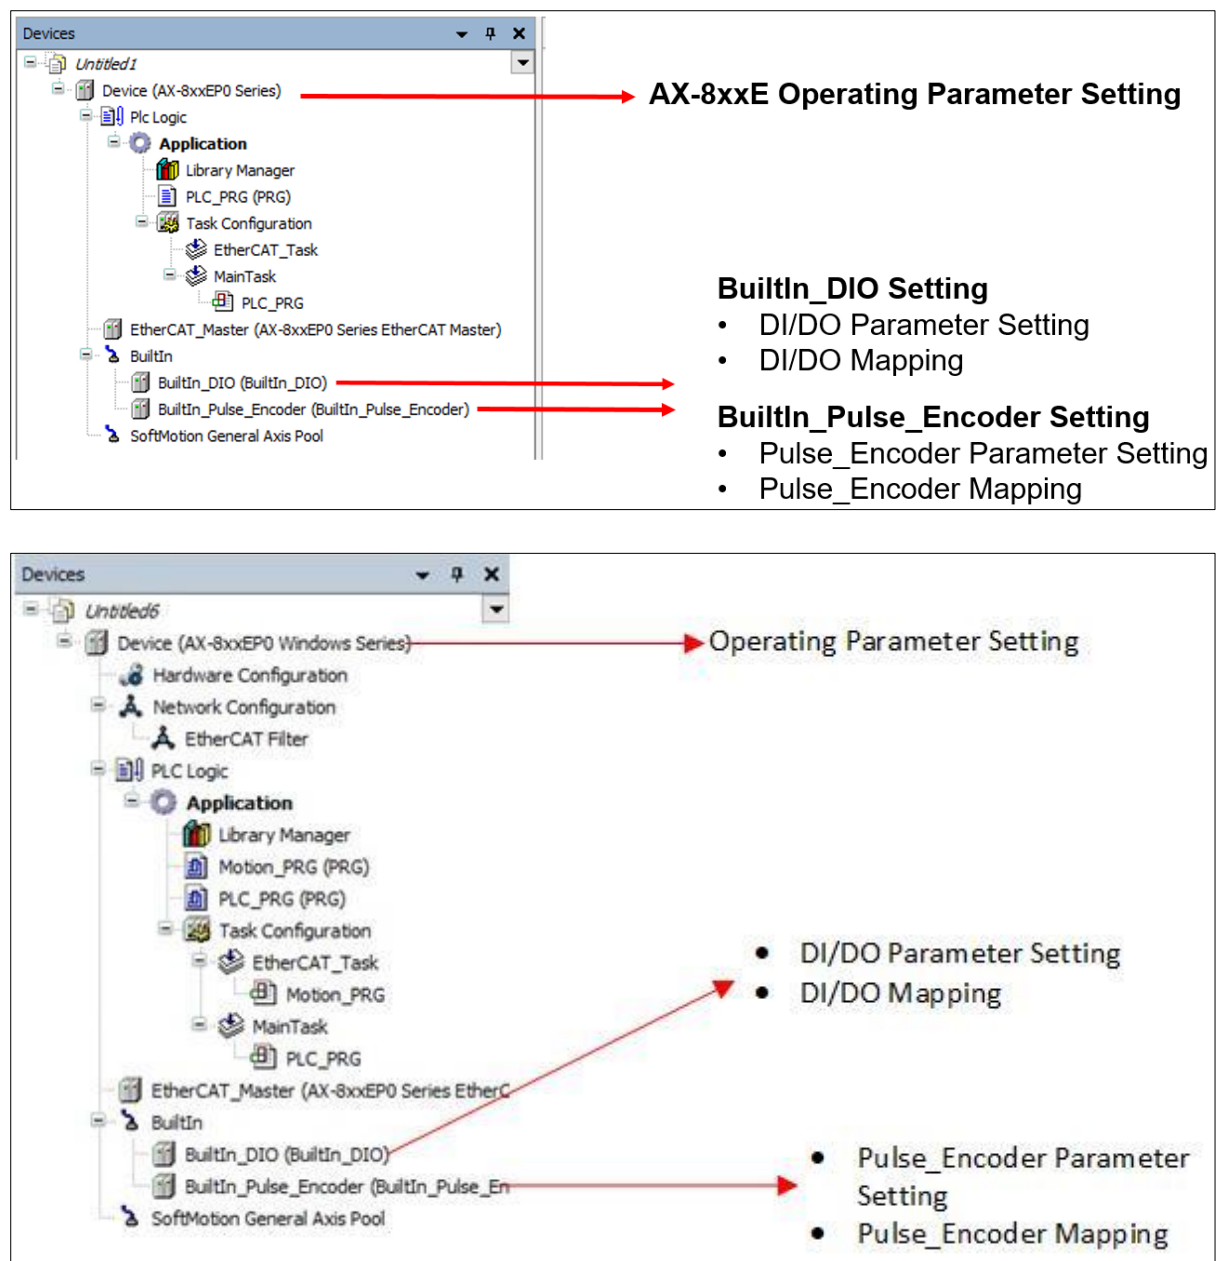 Devices
Untitled1
Device (AX-8xxEP0 Series)
AX-8xxE Operating Parameter Setting
Plc Logic
Application
Library Manager
PLC_PRG (PRG)
Task Configuration
EtherCAT_Task
MainTask
PLC_PRG
EtherCAT_Master (AX-8xxEP0 Series EtherCAT Master)
BuiltIn
BuiltIn_DIO (BuiltIn_DIO)
BuiltIn_Pulse_Encoder (BuiltIn_Pulse_Encoder)
SoftMotion General Axis Pool
BuiltIn_DIO Setting
• DI/DO Parameter Setting
• DI/DO Mapping
BuiltIn_Pulse_Encoder Setting
• Pulse_Encoder Parameter Setting
• Pulse_Encoder Mapping
Devices
Untitled6
Device (AX-8xxEP0 Windows Series)
Operating Parameter Setting
Hardware Configuration
Network Configuration
EtherCAT Filter
PLC Logic
Application
Library Manager
Motion_PRG (PRG)
PLC_PRG (PRG)
Task Configuration
EtherCAT_Task
Motion_PRG
MainTask
PLC_PRG
EtherCAT_Master (AX-8xxEP0 Series EtherC
BuiltIn
BuiltIn_DIO (BuiltIn_DIO)
BuiltIn_Pulse_Encoder (BuiltIn_Pulse_En
SoftMotion General Axis Pool
• DI/DO Parameter Setting
• DI/DO Mapping
• Pulse_Encoder Parameter
Setting
• Pulse_Encoder Mapping